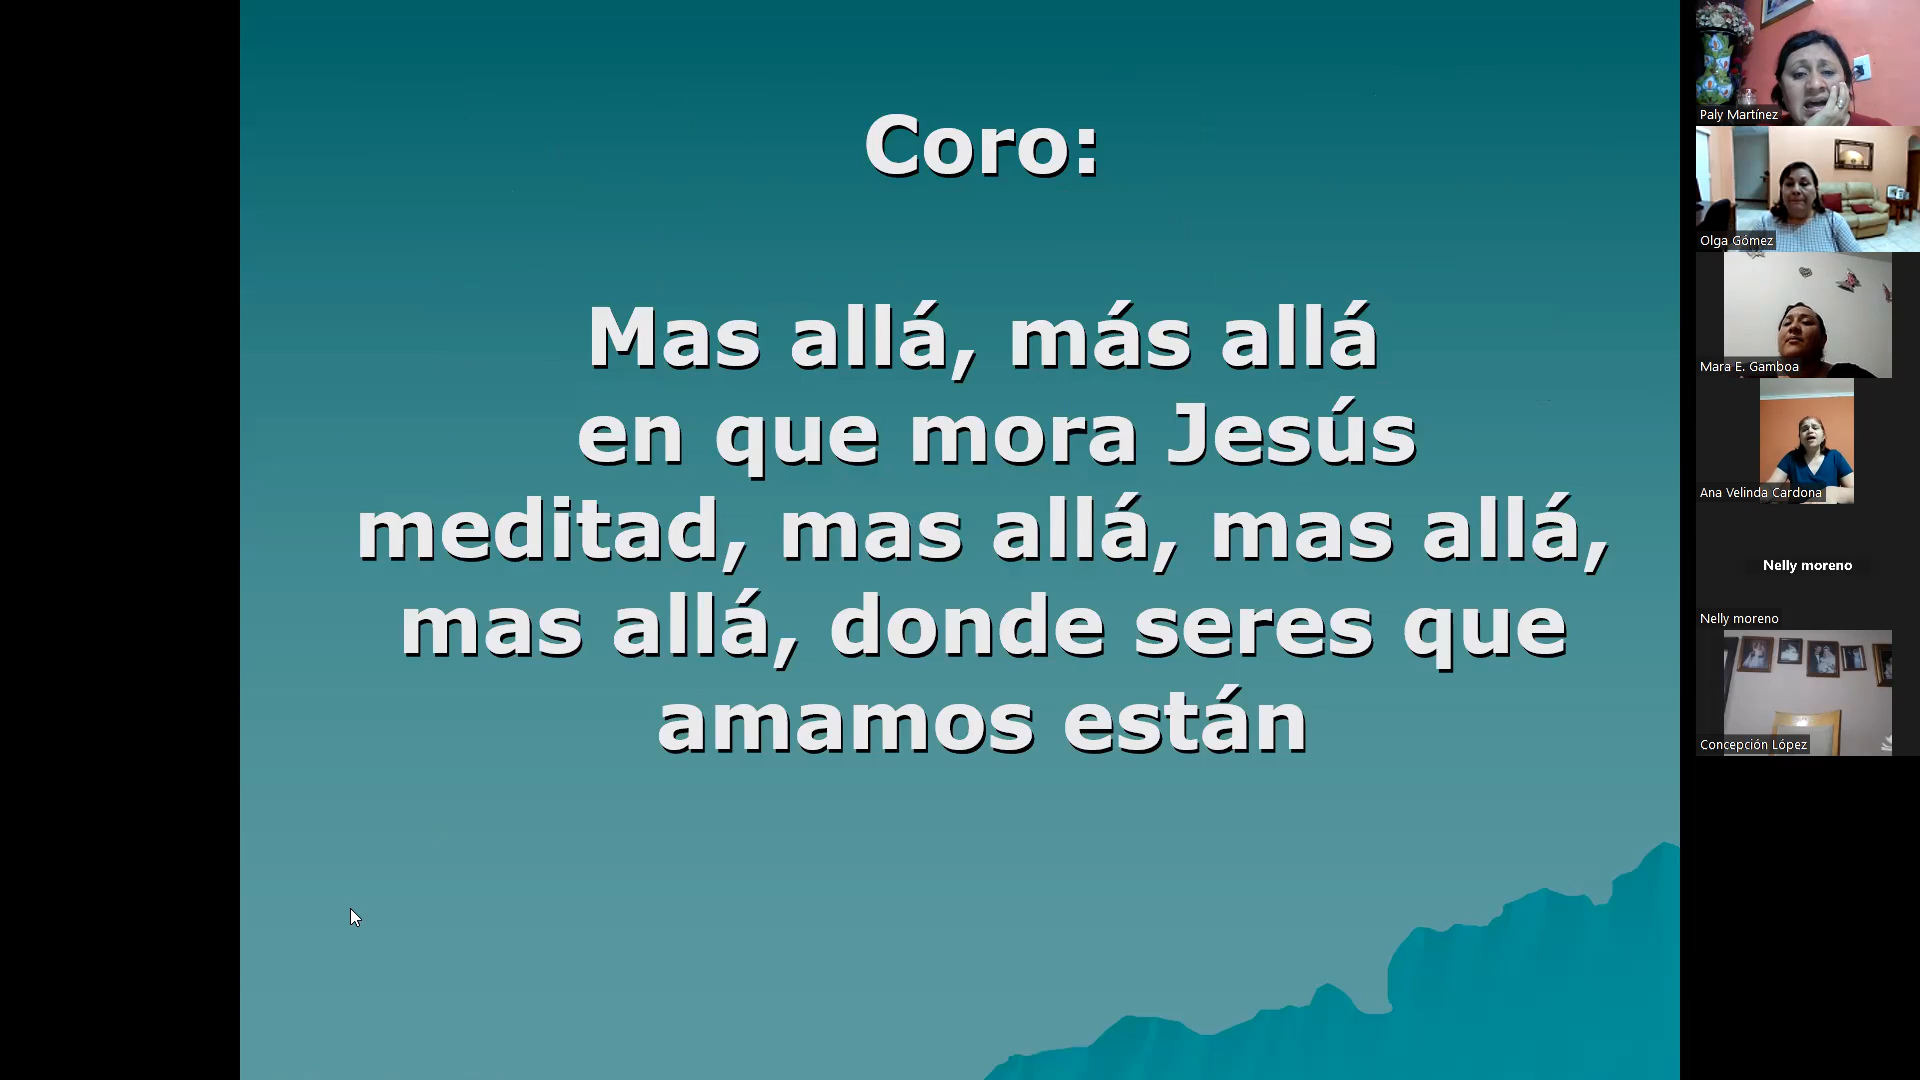 Coro:
Mas allá, más allá
en que mora Jesús
meditad, mas allá, mas allá,
mas allá, donde seres que
amamos están
Paly Martínez
Olga Gómez
Mara E. Gamboa
Ana Velinda Cardona
Nelly moreno
Nelly moreno
Concepción López